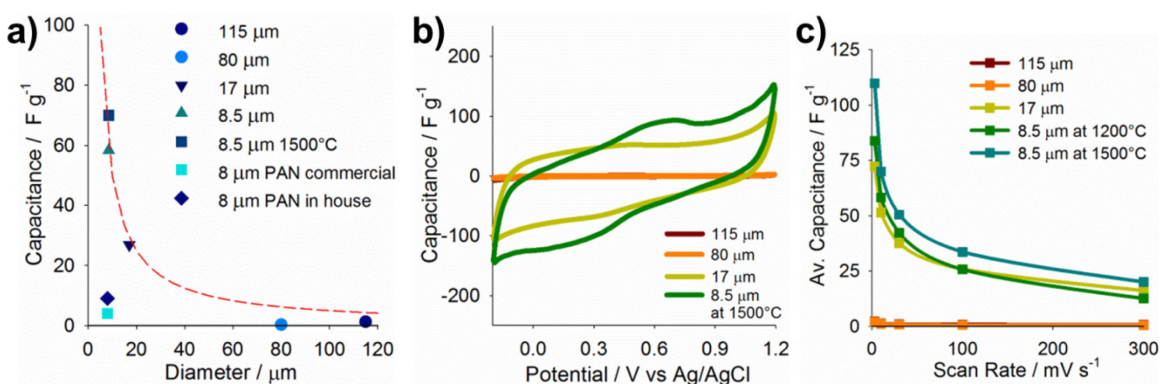 a)
100
80
60
40
20
0
Capacitance / F g⁻¹
0 20 40 60 80 100 120
Diameter / μm
115 μm
80 μm
17 μm
8.5 μm
8.5 μm 1500°C
8 μm PAN commercial
8 μm PAN in house
b)
200
100
0
-100
-200
Capacitance / F g⁻¹
0.0 0.3 0.6 0.9 1.2
Potential / V vs Ag/AgCl
115 μm
80 μm
17 μm
8.5 μm
at 1500°C
c)
125
100
75
50
25
0
Av. Capacitance / F g⁻¹
0 100 200 300
Scan Rate / mV s⁻¹
115 μm
80 μm
17 μm
8.5 μm at 1200°C
8.5 μm at 1500°C